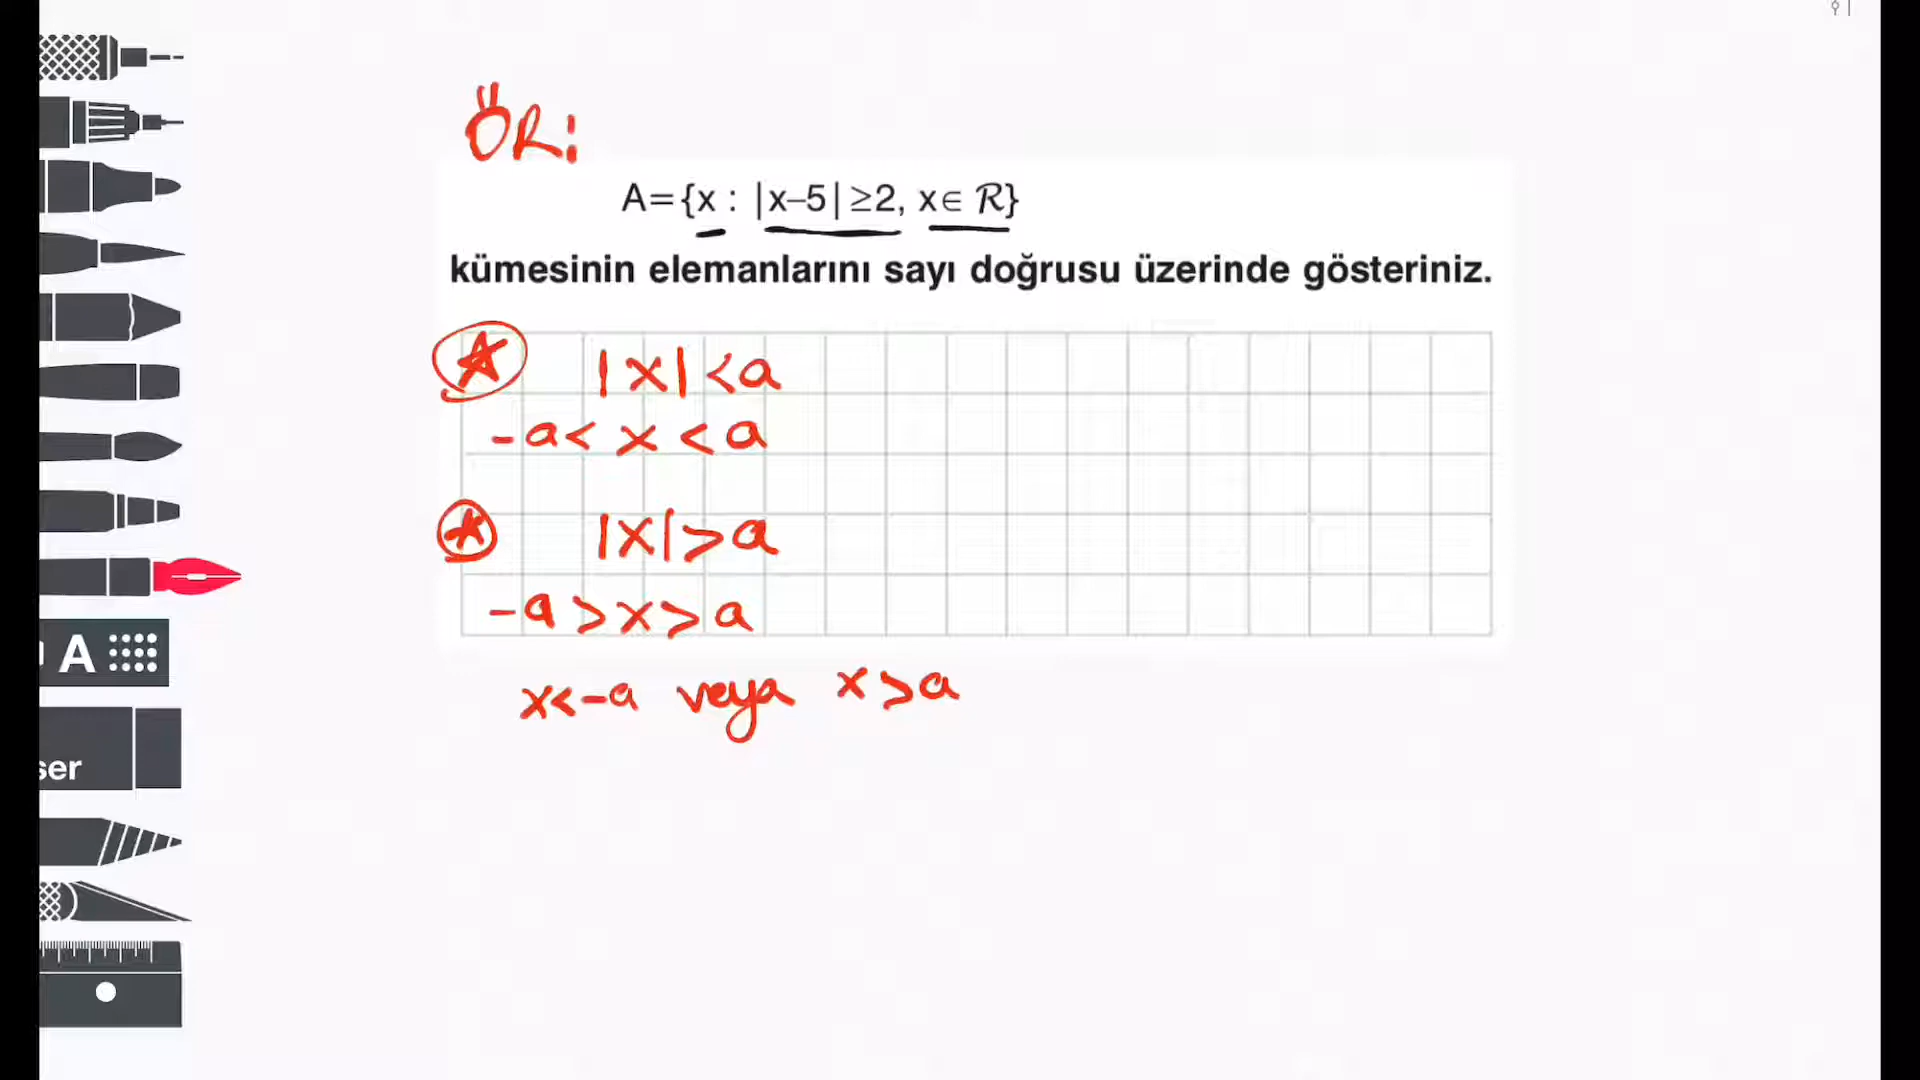 ÖR:
A={x : |x–5|≥2, x∈ ℛ}
kümesinin elemanlarını sayı doğrusu üzerinde gösteriniz.
|x|<a
-a< x < a
|x|>a
-a>x>a
x<-a veya x>a
A
ser